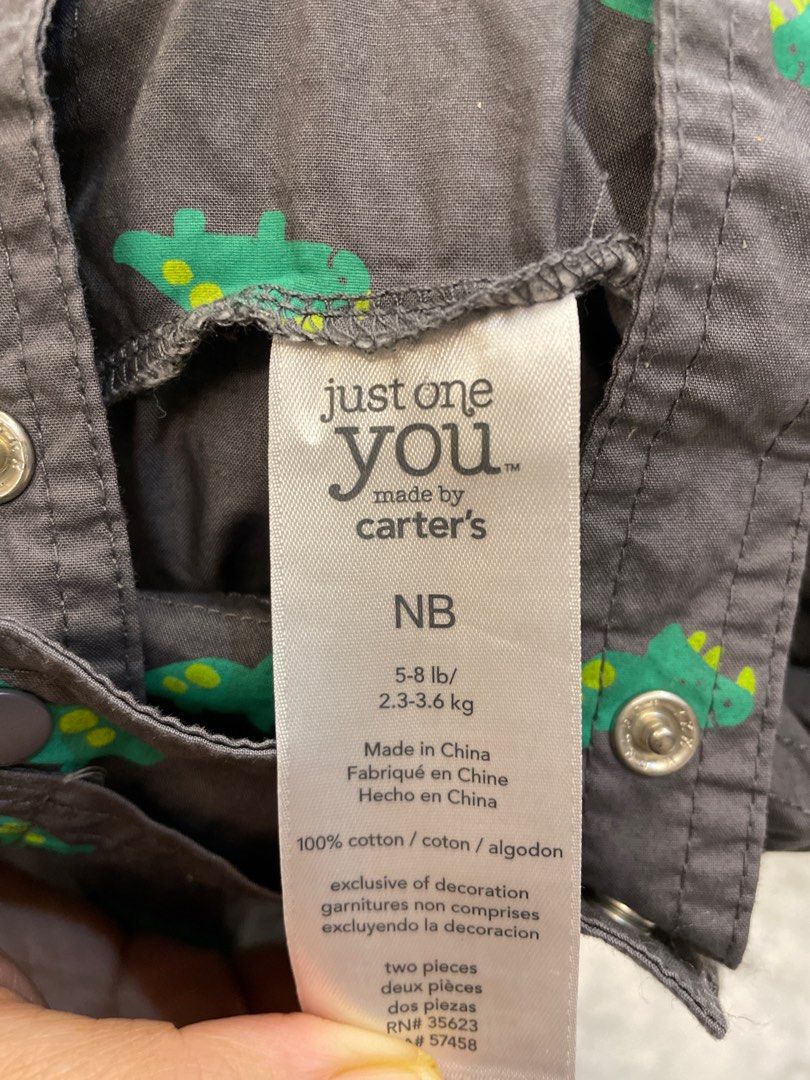 just one
you™
made by
carter's
NB
5-8 lb/
2.3-3.6 kg
Made in China
Fabriqué en Chine
Hecho en China
100% cotton / coton / algodon
exclusive of decoration
garnitures non comprises
excluyendo la decoracion
two pieces
deux pièces
dos piezas
RN# 35623
# 57458